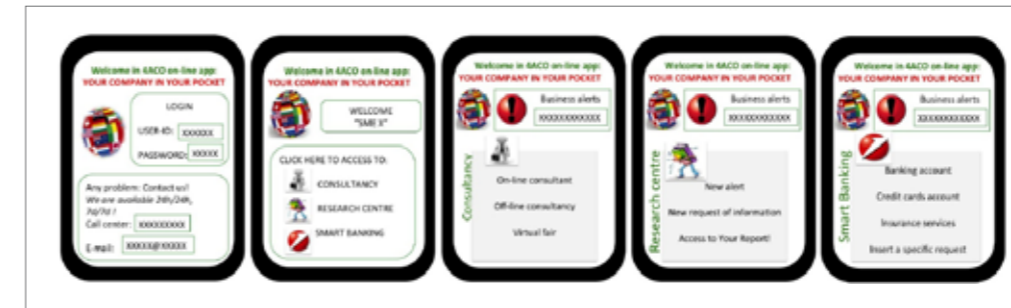 Welcome in 4ACO on-line app:
YOUR COMPANY IN YOUR POCKET
LOGIN
USER-ID: XXXXXX
PASSWORD: XXXXX
Any problem: Contact us!
We are available 24h/24h,
7d/7d !
Call center: XXXXXXXXX
E-mail: XXXXX@YXXXXX
Welcome in 4ACO on-line app:
YOUR COMPANY IN YOUR POCKET
WELCOME
"SME X"
CLICK HERE TO ACCESS TO:
CONSULTANCY
RESEARCH CENTRE
SMART BANKING
Welcome in 4ACO on-line app:
YOUR COMPANY IN YOUR POCKET
Business alerts
XXXXXXXXXXXX
Consultancy
On-line consultant
Off-line consultancy
Virtual fair
Welcome in 4ACO on-line app:
YOUR COMPANY IN YOUR POCKET
Business alerts
XXXXXXXXXXXX
Research centre
New alert
New request of information
Access to Your Report!
Welcome in 4ACO on-line app:
YOUR COMPANY IN YOUR POCKET
Business alerts
XXXXXXXXXXXX
Smart Banking
Banking account
Credit cards account
Insurance services
Insert a specific request